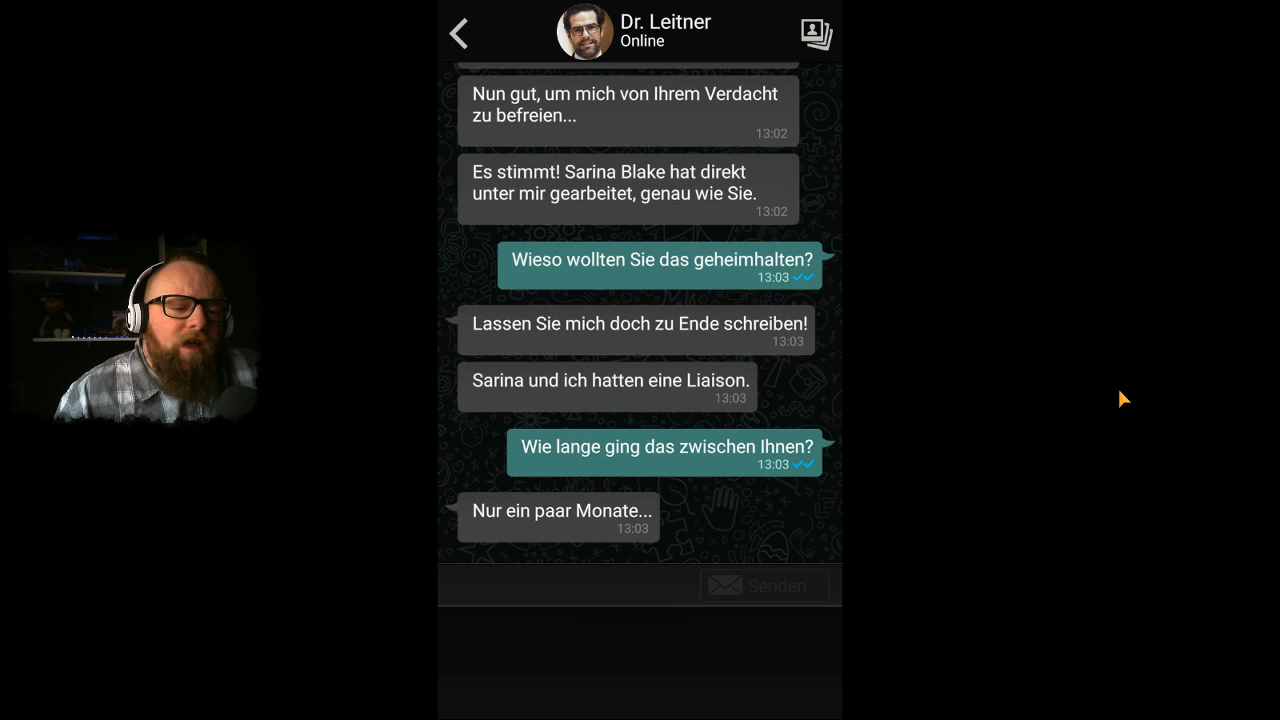 Dr. Leitner
Online
Nun gut, um mich von Ihrem Verdacht
zu befreien...
13:02
Es stimmt! Sarina Blake hat direkt
unter mir gearbeitet, genau wie Sie.
13:02
Wieso wollten Sie das geheimhalten?
13:03
Lassen Sie mich doch zu Ende schreiben!
13:03
Sarina und ich hatten eine Liaison.
13:03
Wie lange ging das zwischen Ihnen?
13:03
Nur ein paar Monate...
13:03
Senden